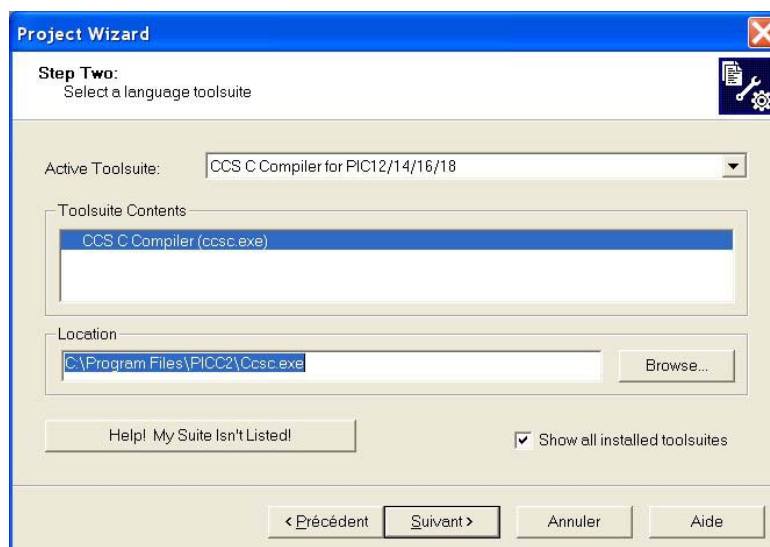 Project Wizard
Step Two:
Select a language toolsuite
Active Toolsuite:
CCS C Compiler for PIC12/14/16/18
Toolsuite Contents
CCS C Compiler (ccsc.exe)
Location
C:\Program Files\PICC2\Ccsc.exe
Browse...
Help! My Suite Isn't Listed!
Show all installed toolsuites
< Précédent
Suivant >
Annuler
Aide